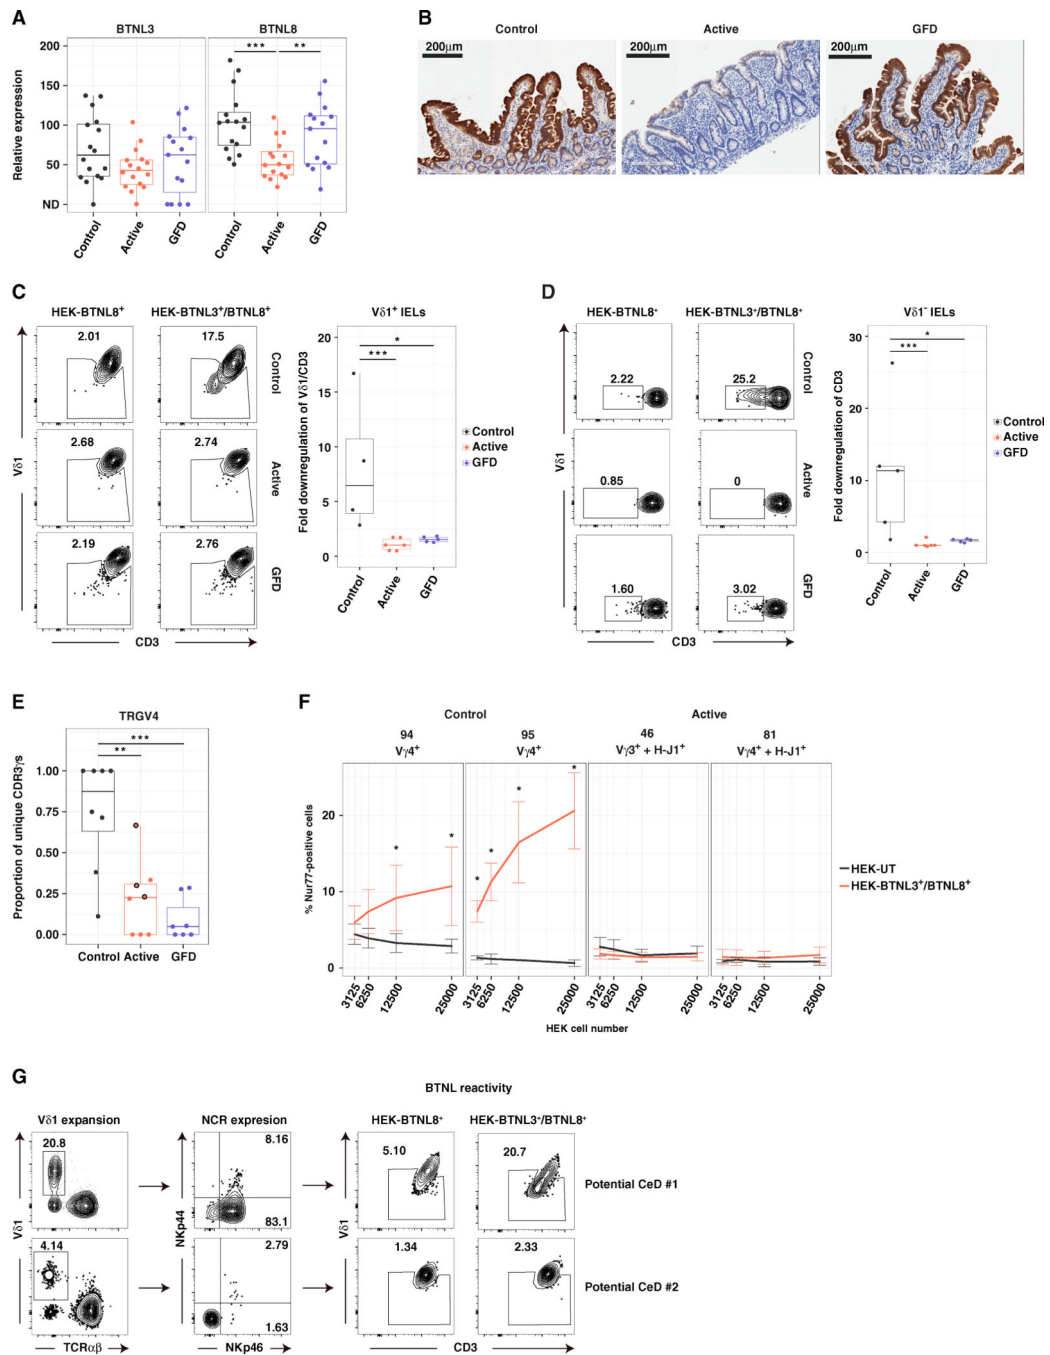 A
BTNL3
BTNL8
Relative expression
200
150
100
50
ND
***
**
Control
Active
GFD
Control
Active
GFD
B
Control
Active
GFD
200μm
200μm
200μm
C
HEK-BTNL8⁺
HEK-BTNL3⁺/BTNL8⁺
2.01
17.5
Control
2.68
2.74
Active
2.19
2.76
GFD
Vδ1
CD3
Vδ1⁺ IELs
Fold downregulation of Vδ1/CD3
20
15
10
5
0
*
***
Control
Active
GFD
Control
Active
GFD
D
HEK-BTNL8⁺
HEK-BTNL3⁺/BTNL8⁺
2.22
25.2
Control
0.85
0
Active
1.60
3.02
GFD
Vδ1
CD3
Vδ1⁻ IELs
Fold downregulation of CD3
30
20
10
0
*
***
Control
Active
GFD
Control
Active
GFD
E
TRGV4
Proportion of unique CDR3γs
1.00
0.75
0.50
0.25
0.00
***
**
Control
Active
GFD
F
Control
Active
94
Vγ4⁺
95
Vγ4⁺
46
Vγ3⁺ + H-J1⁺
81
Vγ4⁺ + H-J1⁺
% Nur77-positive cells
20
10
0
*
*
*
*
*
*
3125
6250
12500
25000
3125
6250
12500
25000
3125
6250
12500
25000
3125
6250
12500
25000
HEK cell number
HEK-UT
HEK-BTNL3⁺/BTNL8⁺
G
BTNL reactivity
Vδ1 expansion
NCR expresion
HEK-BTNL8⁺
HEK-BTNL3⁺/BTNL8⁺
20.8
8.16
83.1
5.10
20.7
Potential CeD #1
4.14
2.79
1.63
1.34
2.33
Potential CeD #2
Vδ1
TCRαβ
NKp44
NKp46
Vδ1
CD3